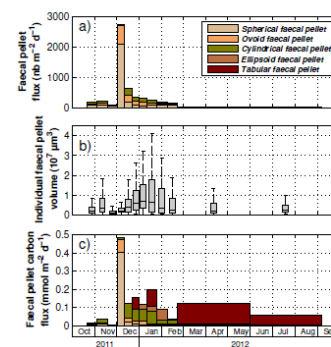 a)
Spherical faecal pellet
Ovoid faecal pellet
Cylindrical faecal pellet
Ellipsoid faecal pellet
Tabular faecal pellet
Faecal pellet
flux (nb m⁻² d⁻¹)
3000
2000
1000
0
b)
Individual faecal pellet
volume (10⁷ µm³)
4
3
2
1
0
c)
Faecal pellet carbon
flux (mmol m⁻² d⁻¹)
0.5
0.4
0.3
0.2
0.1
0
Oct Nov Dec Jan Feb Mar Apr May Jun Jul Aug Sep
2011 2012